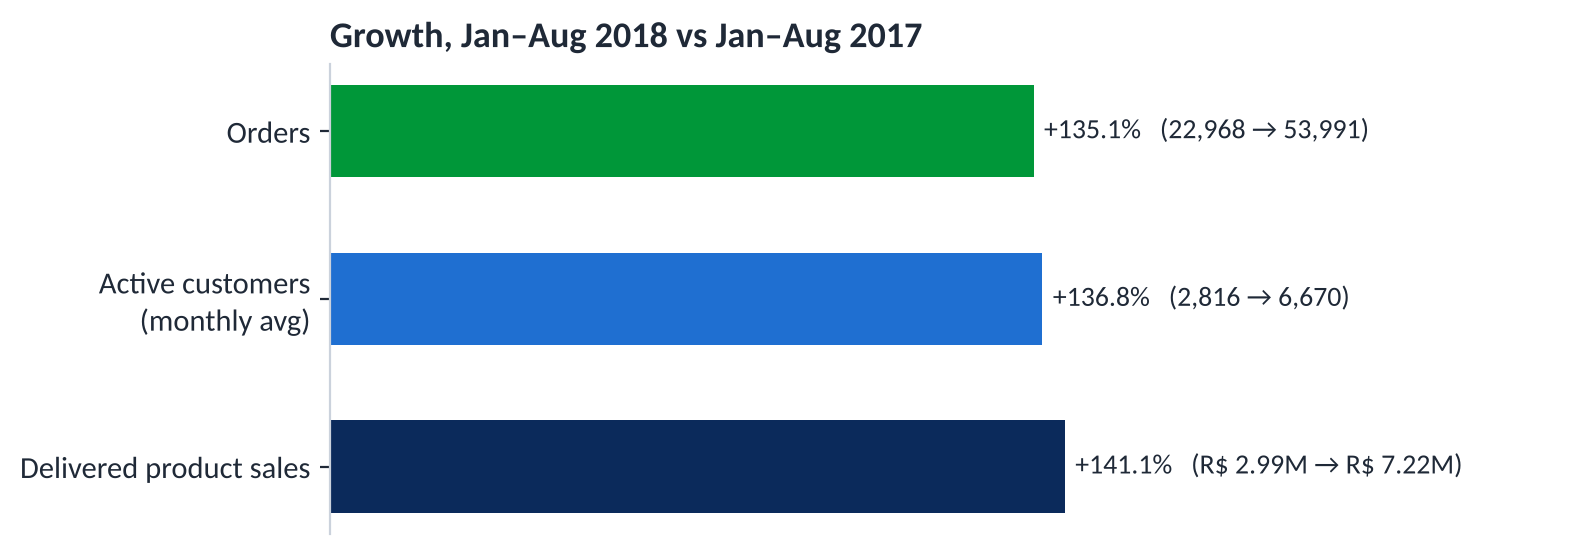 Growth, Jan–Aug 2018 vs Jan–Aug 2017
Orders
+135.1% (22,968 → 53,991)
Active customers
(monthly avg)
+136.8% (2,816 → 6,670)
Delivered product sales
+141.1% (R$ 2.99M → R$ 7.22M)